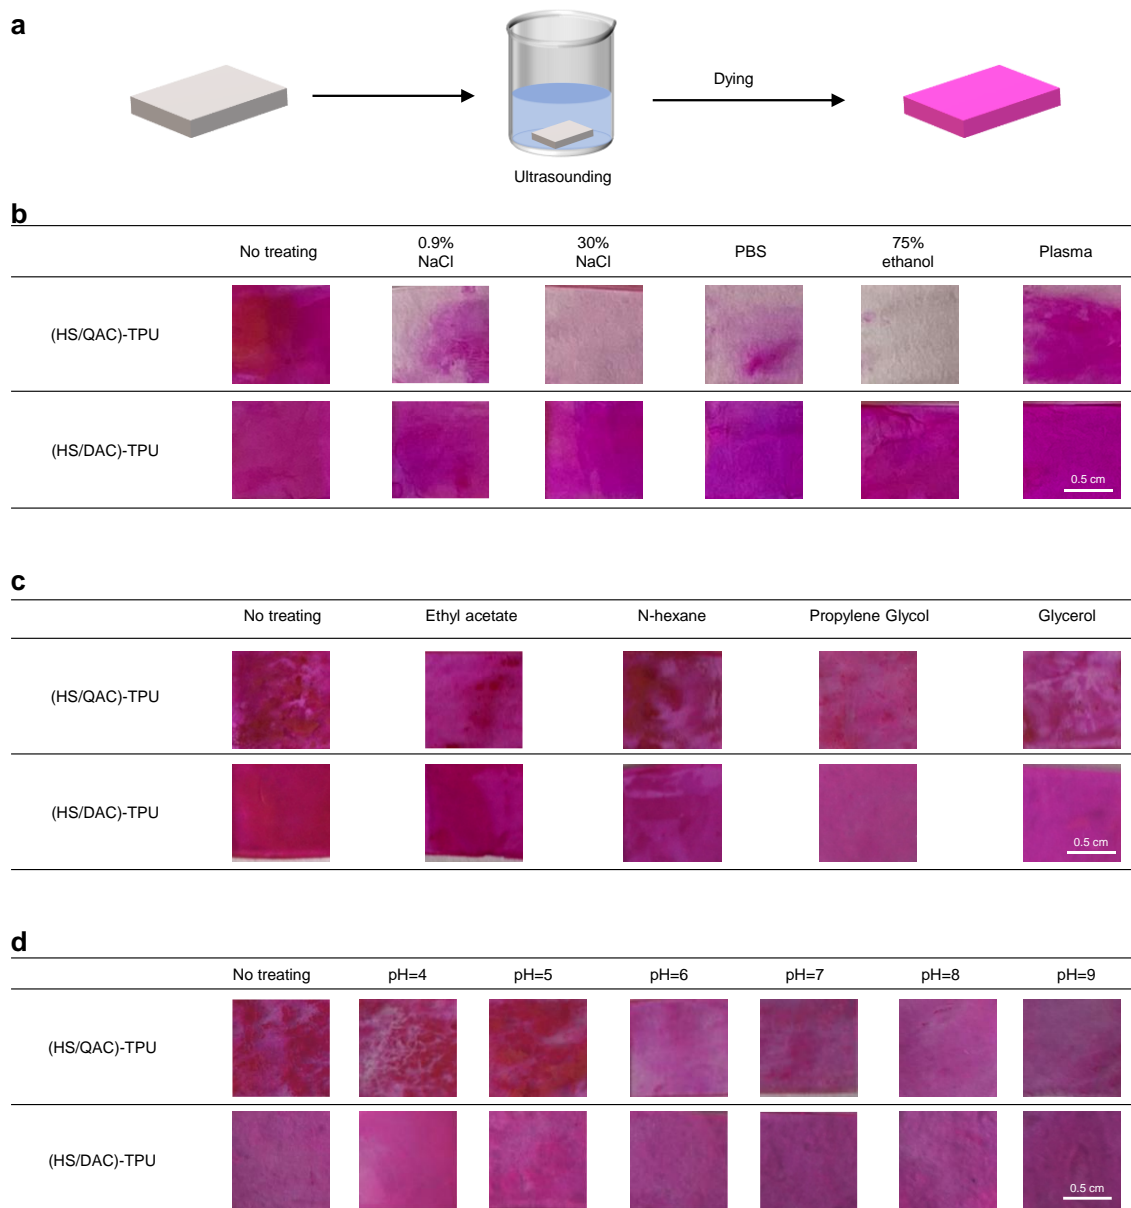 a
Dying
Ultrasounding
b
No treating
0.9%
NaCl
30%
NaCl
PBS
75%
ethanol
Plasma
(HS/QAC)-TPU
(HS/DAC)-TPU
0.5 cm
c
No treating
Ethyl acetate
N-hexane
Propylene Glycol
Glycerol
(HS/QAC)-TPU
(HS/DAC)-TPU
0.5 cm
d
No treating
pH=4
pH=5
pH=6
pH=7
pH=8
pH=9
(HS/QAC)-TPU
(HS/DAC)-TPU
0.5 cm